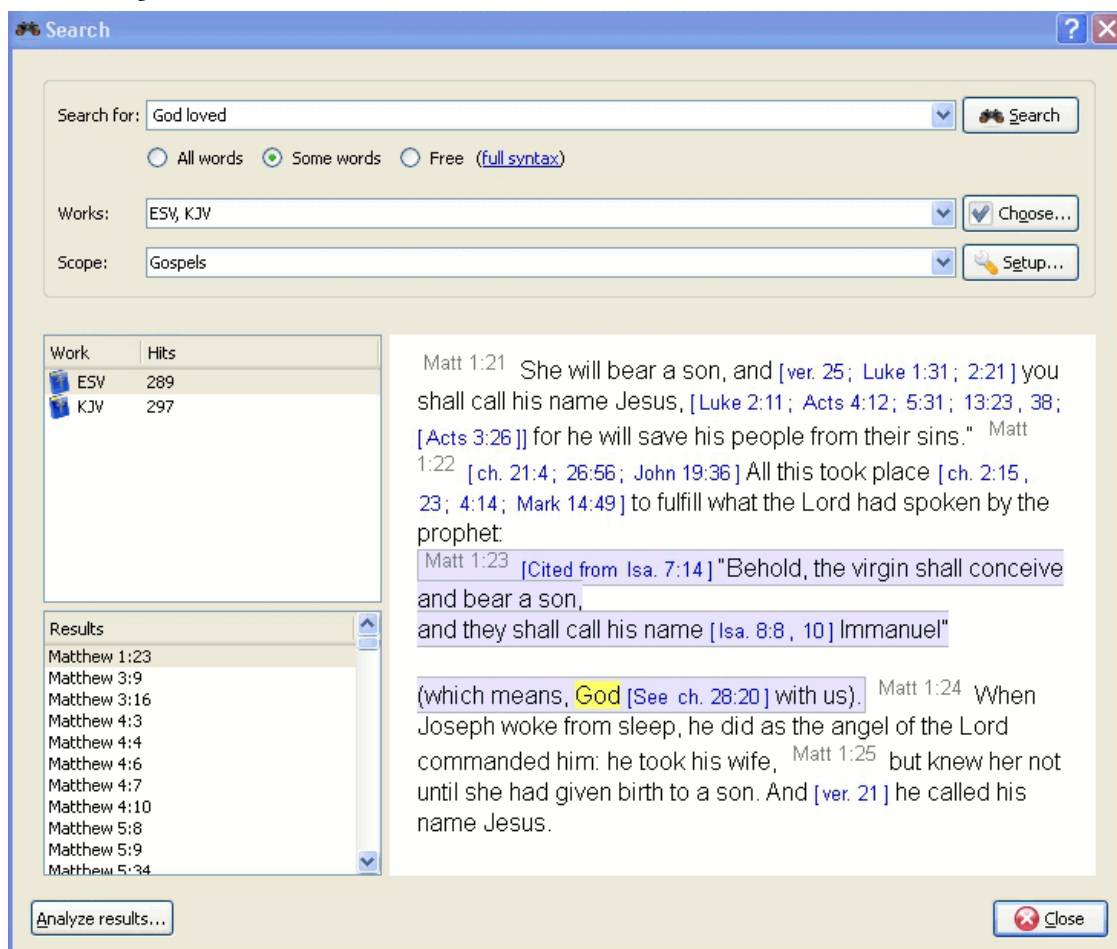 Search
Search for: God loved Search
All words Some words Free (full syntax)
Works: ESV, KJV Choose...
Scope: Gospels Setup...
Work Hits
ESV 289
KJV 297
Results
Matthew 1:23
Matthew 3:9
Matthew 3:16
Matthew 4:3
Matthew 4:4
Matthew 4:6
Matthew 4:7
Matthew 4:10
Matthew 5:8
Matthew 5:9
Matthew 5:34
Matt 1:21 She will bear a son, and [ver. 25; Luke 1:31; 2:21] you
shall call his name Jesus, [Luke 2:11; Acts 4:12; 5:31; 13:23, 38;
[Acts 3:26]] for he will save his people from their sins." Matt
1:22 [ch. 21:4; 26:56; John 19:36] All this took place [ch. 2:15,
23; 4:14; Mark 14:49] to fulfill what the Lord had spoken by the
prophet:
Matt 1:23 [Cited from Isa. 7:14] "Behold, the virgin shall conceive
and bear a son,
and they shall call his name [Isa. 8:8, 10] Immanuel"
(which means, God [See ch. 28:20] with us). Matt 1:24 When
Joseph woke from sleep, he did as the angel of the Lord
commanded him: he took his wife, Matt 1:25 but knew her not
until she had given birth to a son. And [ver. 21] he called his
name Jesus.
Analyze results... Close